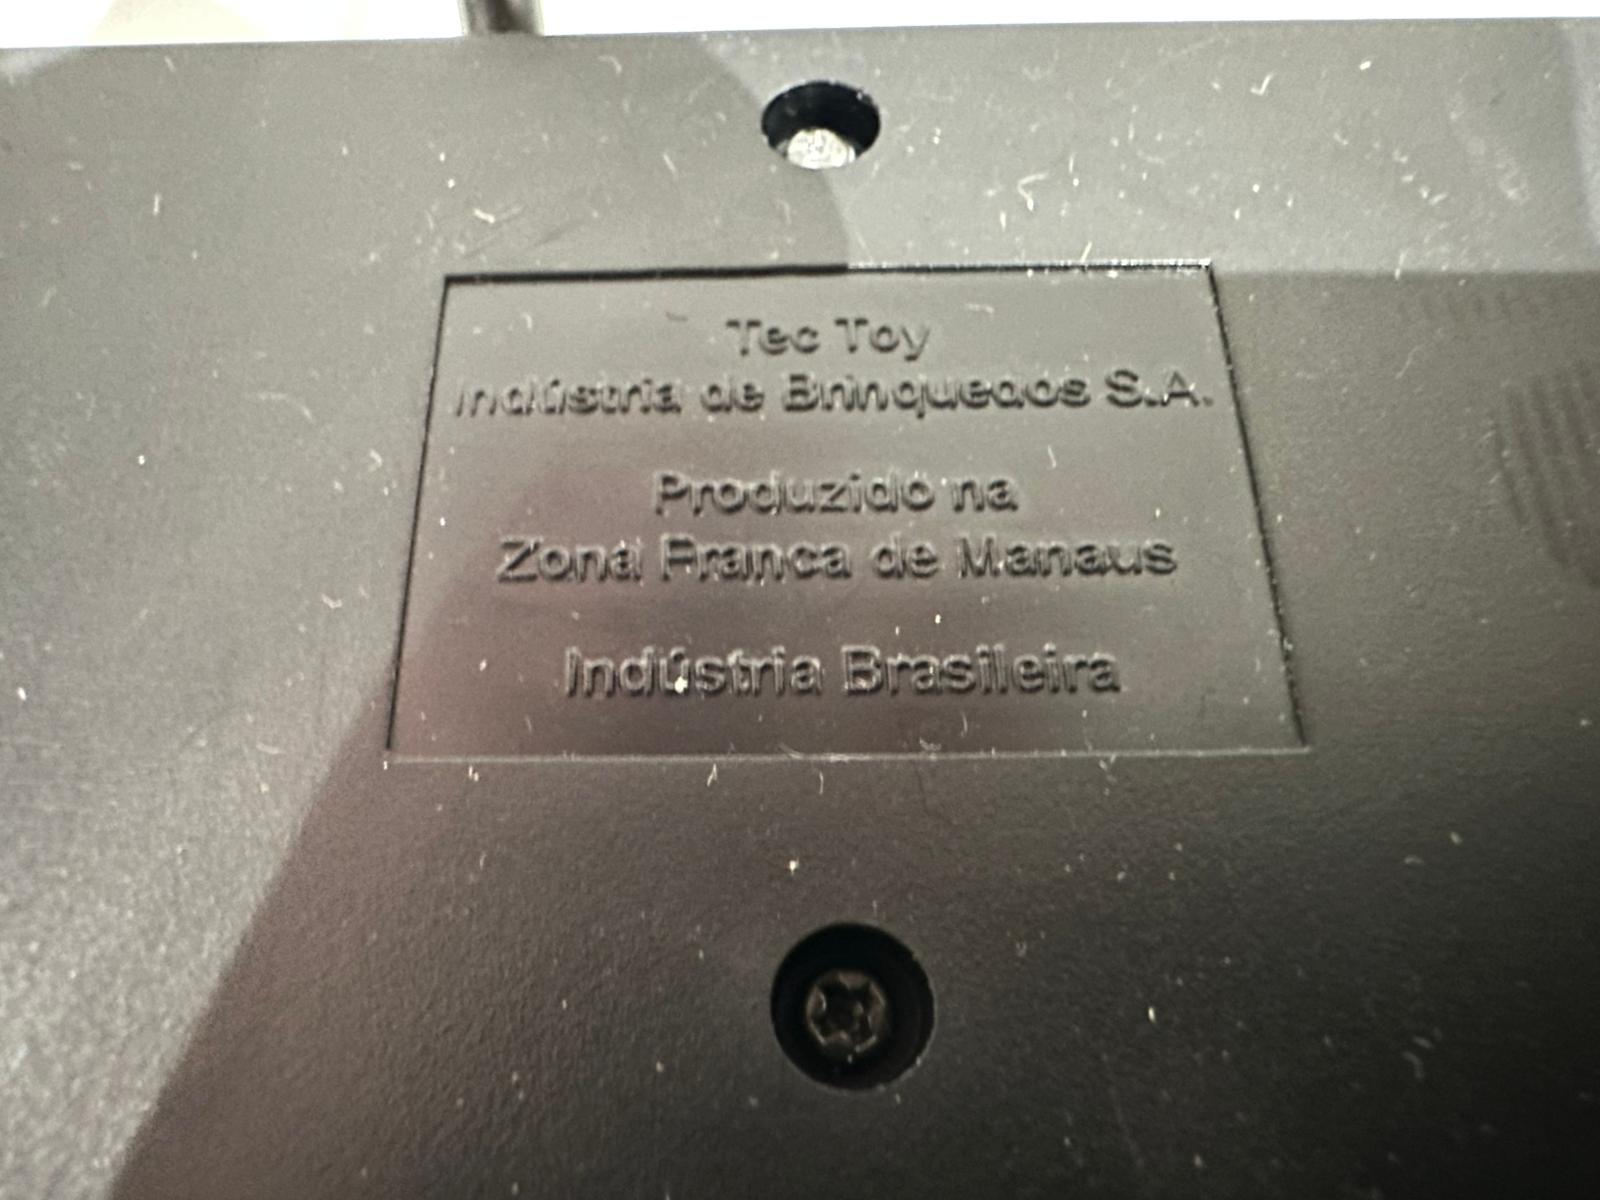 Tec Toy
Indústria de Brinquedos S.A.
Produzido na
Zona Franca de Manaus
Indústria Brasileira